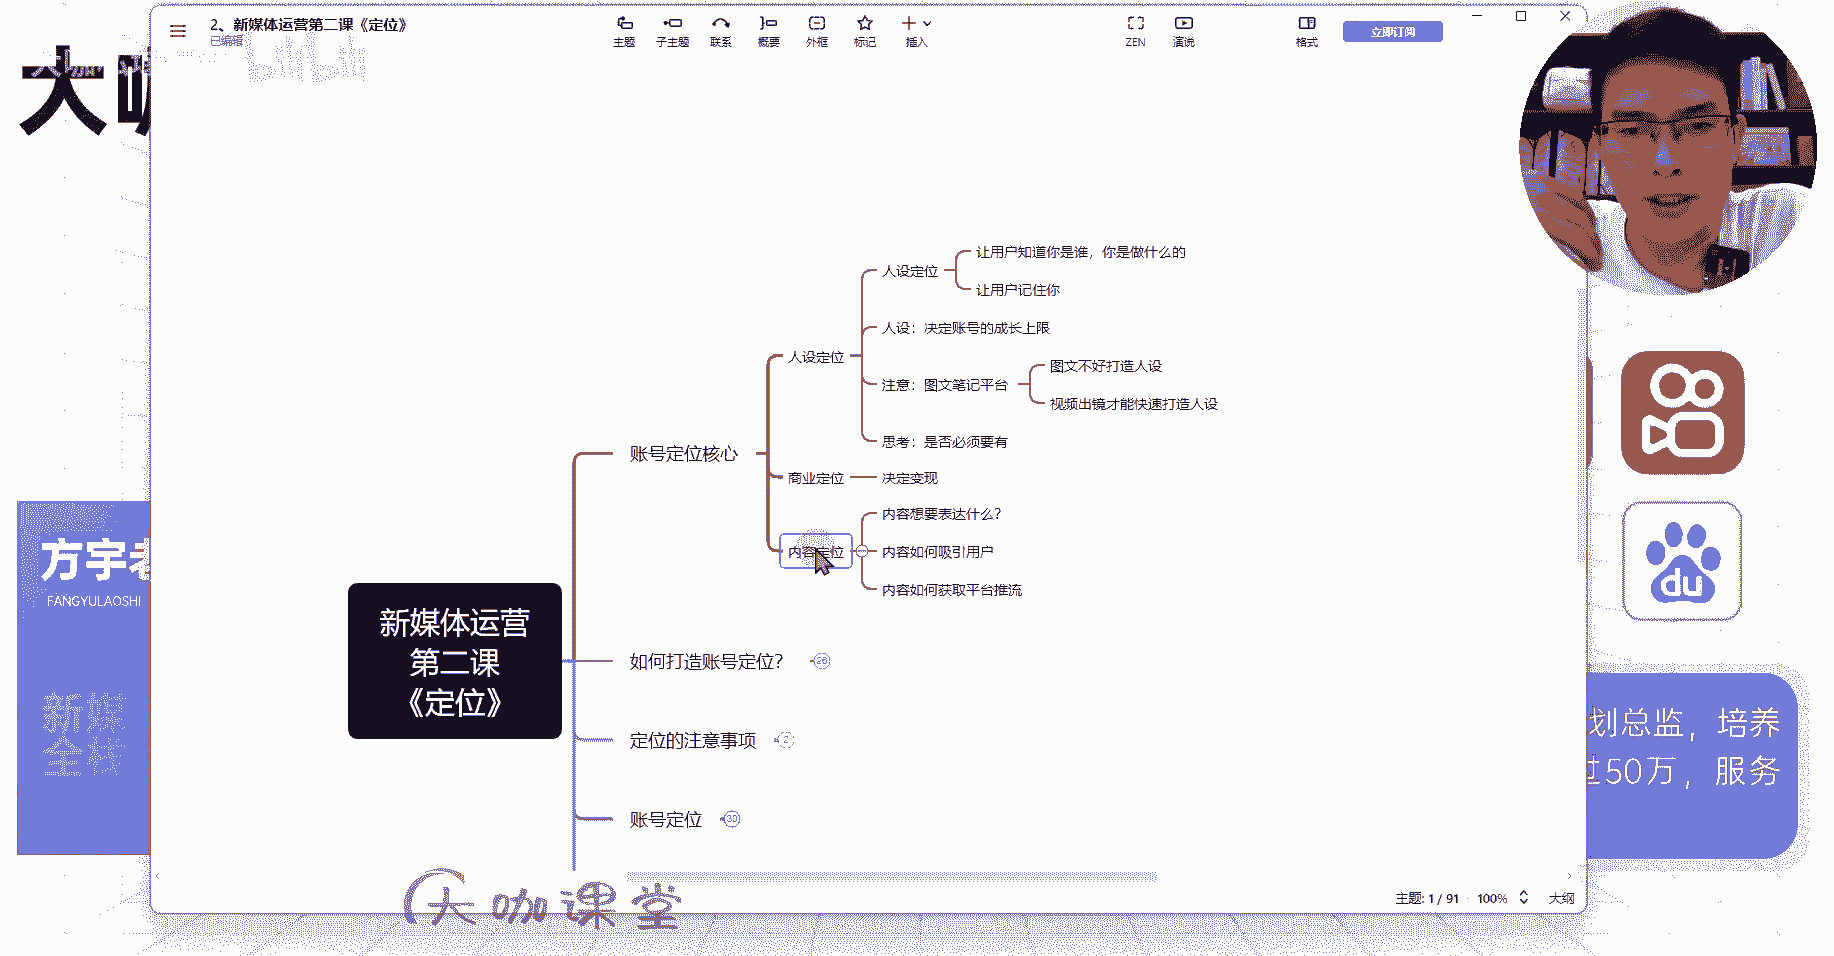 2、新媒体运营第二课《定位》
已编辑
主题
子主题
联系
概要
外框
标记
插入
ZEN
演说
格式
立即订阅
bilibili
大咖
让用户知道你是谁，你是做什么的
人设定位
让用户记住你
人设：决定账号的成长上限
人设定位
图文不好打造人设
注意：图文笔记平台
视频出镜才能快速打造人设
思考：是否必须要有
账号定位核心
商业定位
决定变现
内容想要表达什么？
内容定位
内容如何吸引用户
内容如何获取平台推流
新媒体运营
第二课
《定位》
如何打造账号定位？
26
定位的注意事项
账号定位
30
方宇老
FANGYULAOSHI
新媒
全栈
du
划总监，培养
过50万，服务
大咖课堂
主题: 1 / 91
100%
大纲